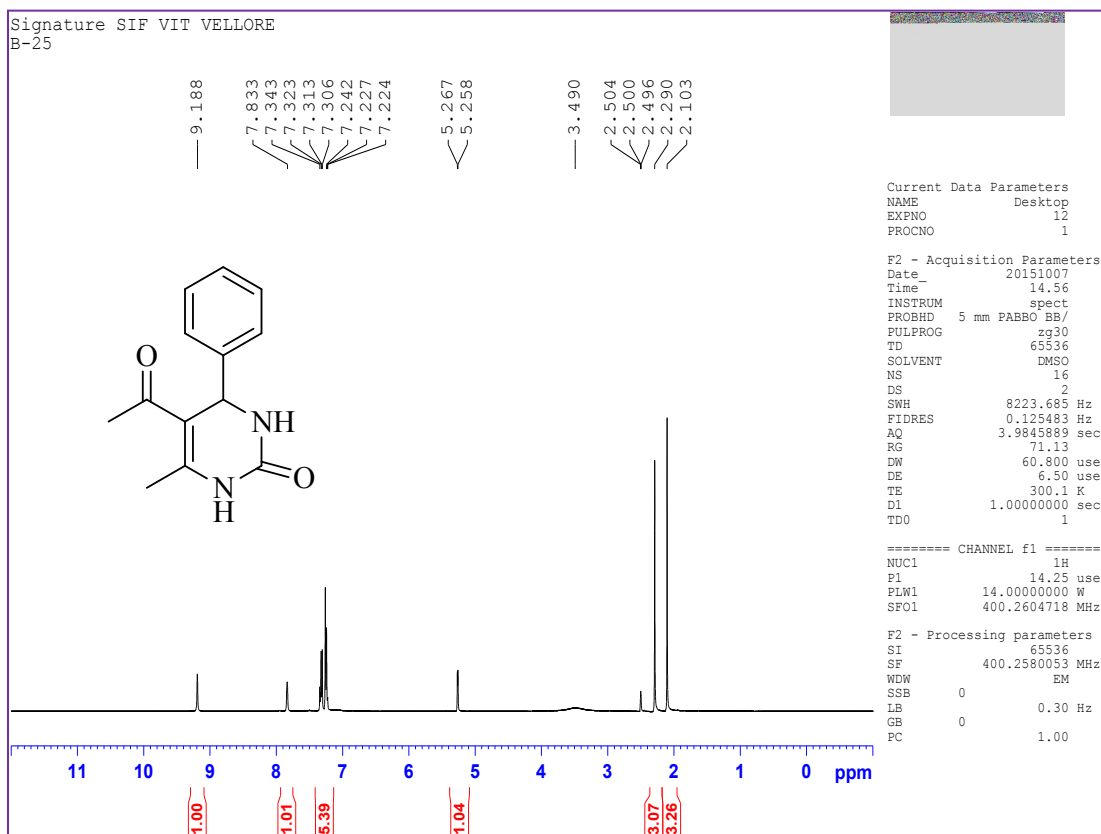 Signature SIF VIT VELLORE
B-25
9.188
7.833
7.343
7.323
7.313
7.306
7.242
7.227
7.224
5.267
5.258
3.490
2.504
2.500
2.496
2.290
2.103
Current Data Parameters
NAME Desktop
EXPNO 12
PROCNO 1
F2 - Acquisition Parameters
Date_ 20151007
Time 14.56
INSTRUM spect
PROBHD 5 mm PABBO BB/
PULPROG zg30
TD 65536
SOLVENT DMSO
NS 16
DS 2
SWH 8223.685 Hz
FIDRES 0.125483 Hz
AQ 3.9845889 sec
RG 71.13
DW 60.800 use
DE 6.50 use
TE 300.1 K
D1 1.00000000 sec
TD0 1
======== CHANNEL f1 =======
NUC1 1H
P1 14.25 use
PLW1 14.00000000 W
SFO1 400.2604718 MHz
F2 - Processing parameters
SI 65536
SF 400.2580053 MHz
WDW EM
SSB 0
LB 0.30 Hz
GB 0
PC 1.00
O
NH
O
N
H
11 10 9 8 7 6 5 4 3 2 1 0 ppm
1.00
1.01
5.39
1.04
3.07
3.26